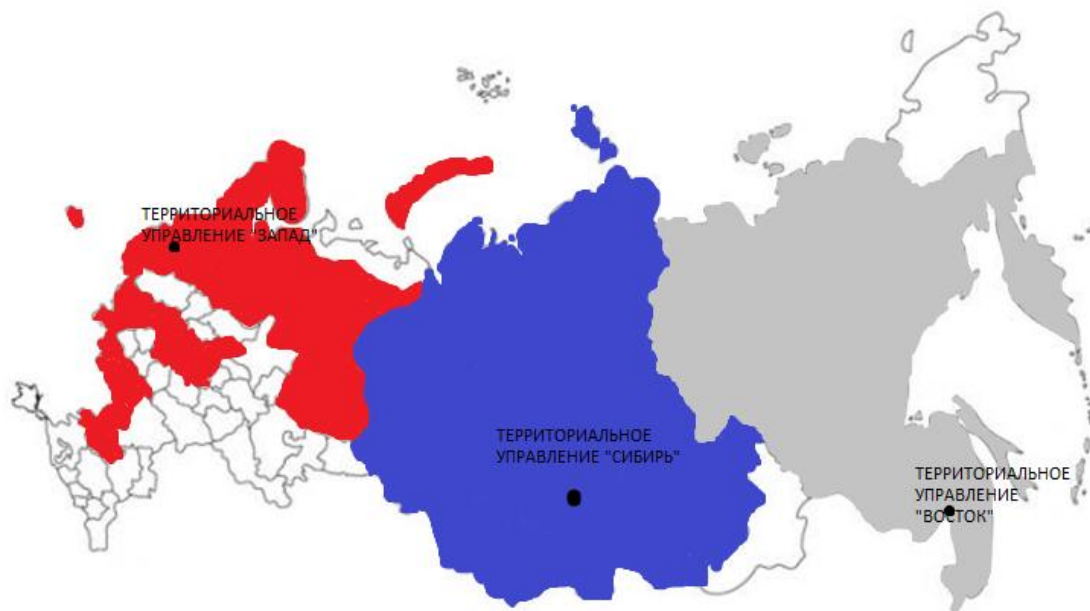 ТЕРРИТОРИАЛЬНОЕ
УПРАВЛЕНИЕ "ЗАПАД"
ТЕРРИТОРИАЛЬНОЕ
УПРАВЛЕНИЕ "СИБИРЬ"
ТЕРРИТОРИАЛЬНОЕ
УПРАВЛЕНИЕ
"ВОСТОК"